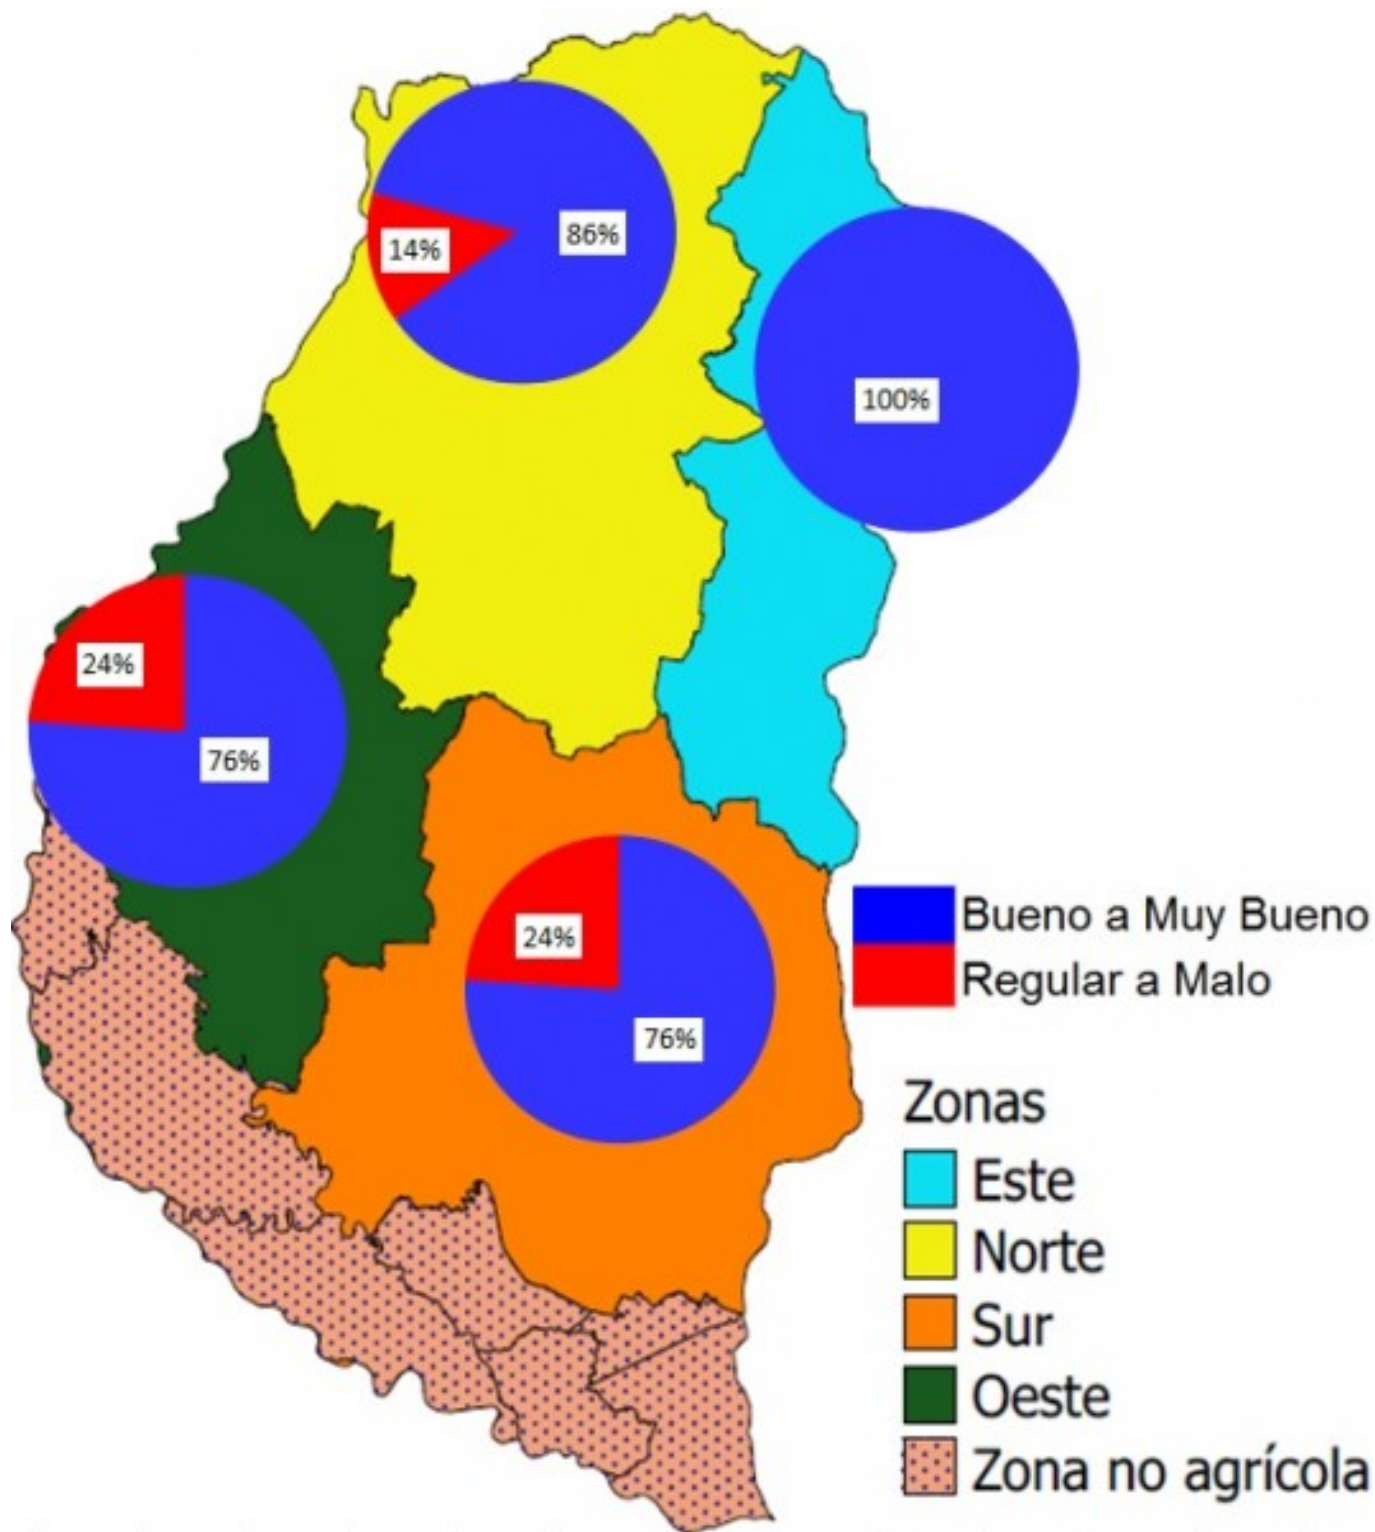 86%
14%
100%
24%
76%
24%
76%
Bueno a Muy Bueno
Regular a Malo
Zonas
Este
Norte
Sur
Oeste
Zona no agrícola